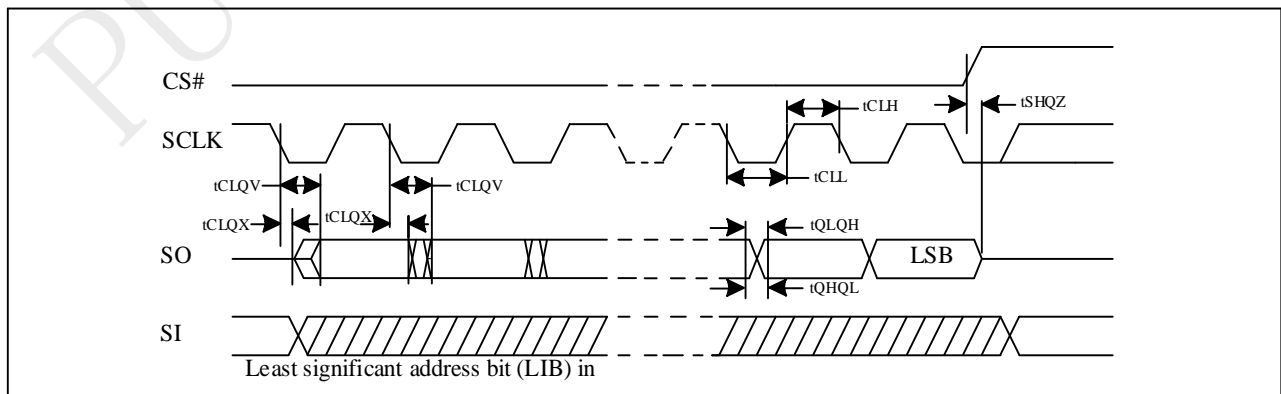 PU
CS#
tSHQZ
tCLH
SCLK
tCLL
tCLQV
tCLQV
tCLQX
tCLQX
tQLQH
SO
LSB
tQHQL
SI
Least significant address bit (LIB) in